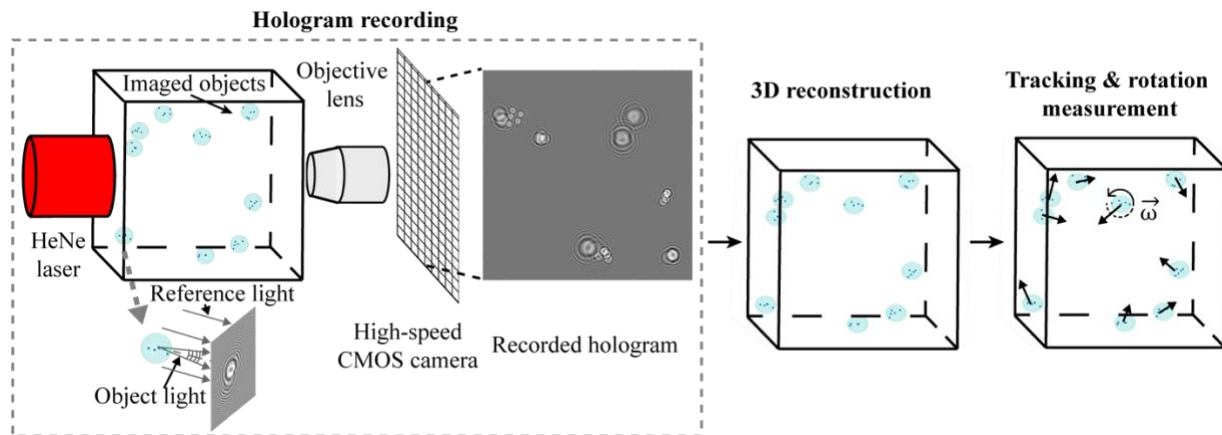 Hologram recording
Imaged objects
Objective
lens
HeNe
laser
Reference light
Object light
High-speed
CMOS camera
Recorded hologram
3D reconstruction
Tracking & rotation
measurement
ω